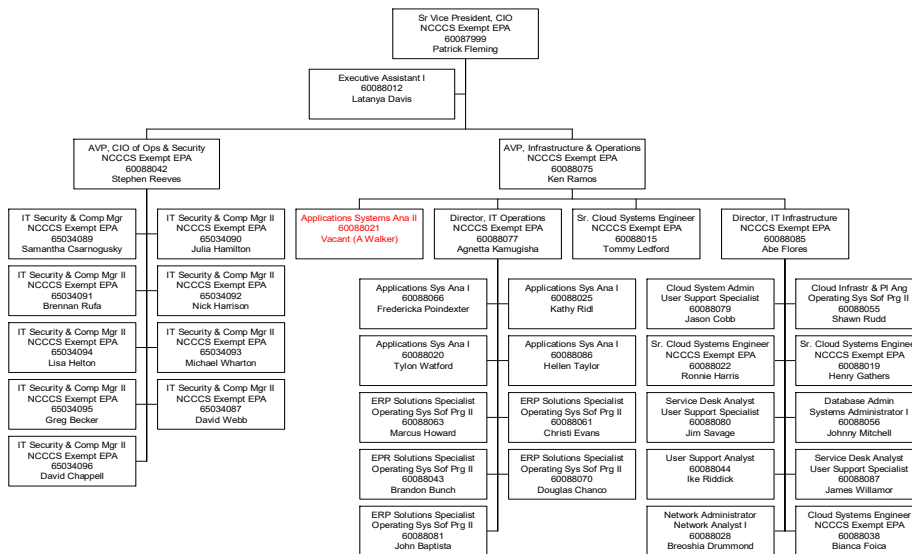 Sr Vice President, CIO
NCCCS Exempt EPA
60087999
Patrick Fleming
Executive Assistant I
60088012
Latanya Davis
AVP, CIO of Ops & Security
NCCCS Exempt EPA
60088042
Stephen Reeves
AVP, Infrastructure & Operations
NCCCS Exempt EPA
60088075
Ken Ramos
IT Security & Comp Mgr
NCCCS Exempt EPA
65034089
Samantha Csarnogusky
IT Security & Comp Mgr II
NCCCS Exempt EPA
65034090
Julia Hamilton
IT Security & Comp Mgr II
NCCCS Exempt EPA
65034091
Brennan Rufa
IT Security & Comp Mgr II
NCCCS Exempt EPA
65034092
Nick Harrison
IT Security & Comp Mgr II
NCCCS Exempt EPA
65034094
Lisa Helton
IT Security & Comp Mgr II
NCCCS Exempt EPA
65034093
Michael Wharton
IT Security & Comp Mgr II
NCCCS Exempt EPA
65034095
Greg Becker
IT Security & Comp Mgr II
NCCCS Exempt EPA
65034087
David Webb
IT Security & Comp Mgr II
NCCCS Exempt EPA
65034096
David Chappell
Applications Systems Ana II
60088021
Vacant (A Walker)
Director, IT Operations
NCCCS Exempt EPA
60088077
Agnetta Kamugisha
Sr. Cloud Systems Engineer
NCCCS Exempt EPA
60088015
Tommy Ledford
Director, IT Infrastructure
NCCCS Exempt EPA
60088085
Abe Flores
Applications Sys Ana I
60088066
Fredericka Poindexter
Applications Sys Ana I
60088025
Kathy Ridl
Applications Sys Ana I
60088020
Tylon Watford
Applications Sys Ana I
60088086
Hellen Taylor
ERP Solutions Specialist
Operating Sys Sof Prg II
60088063
Marcus Howard
ERP Solutions Specialist
Operating Sys Sof Prg II
60088061
Christi Evans
EPR Solutions Specialist
Operating Sys Sof Prg II
60088043
Brandon Bunch
ERP Solutions Specialist
Operating Sys Sof Prg II
60088070
Douglas Chanco
ERP Solutions Specialist
Operating Sys Sof Prg II
60088081
John Baptista
Cloud System Admin
User Support Specialist
60088079
Jason Cobb
Cloud Infrastr & Pl Ang
Operating Sys Sof Prg II
60088055
Shawn Rudd
Sr. Cloud Systems Engineer
NCCCS Exempt EPA
60088022
Ronnie Harris
Sr. Cloud Systems Engineer
NCCCS Exempt EPA
60088019
Henry Gathers
Service Desk Analyst
User Support Specialist
60088080
Jim Savage
Database Admin
Systems Administrator I
60088056
Johnny Mitchell
User Support Analyst
60088044
Ike Riddick
Service Desk Analyst
User Support Specialist
60088087
James Willamor
Network Administrator
Network Analyst I
60088028
Breoshia Drummond
Cloud Systems Engineer
NCCCS Exempt EPA
60088038
Bianca Foica